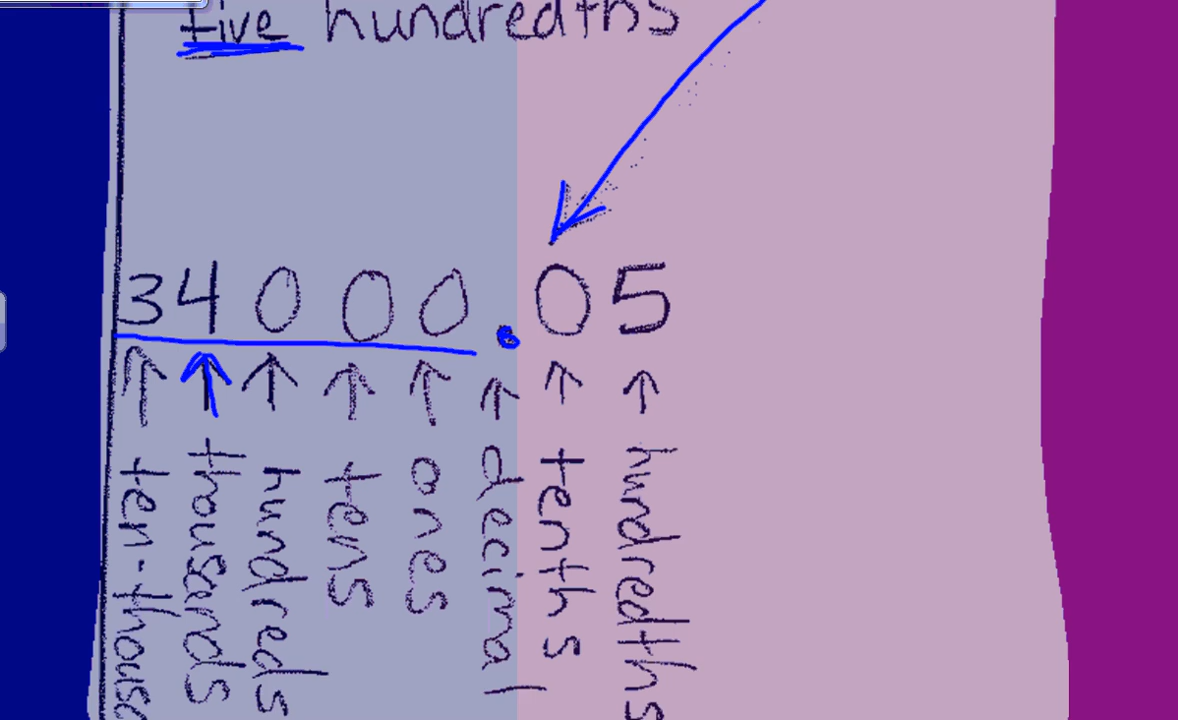 five hundredths
34000.05
ten-thous
thousands
hundreds
tens
ones
decimal
tenths
hundredths